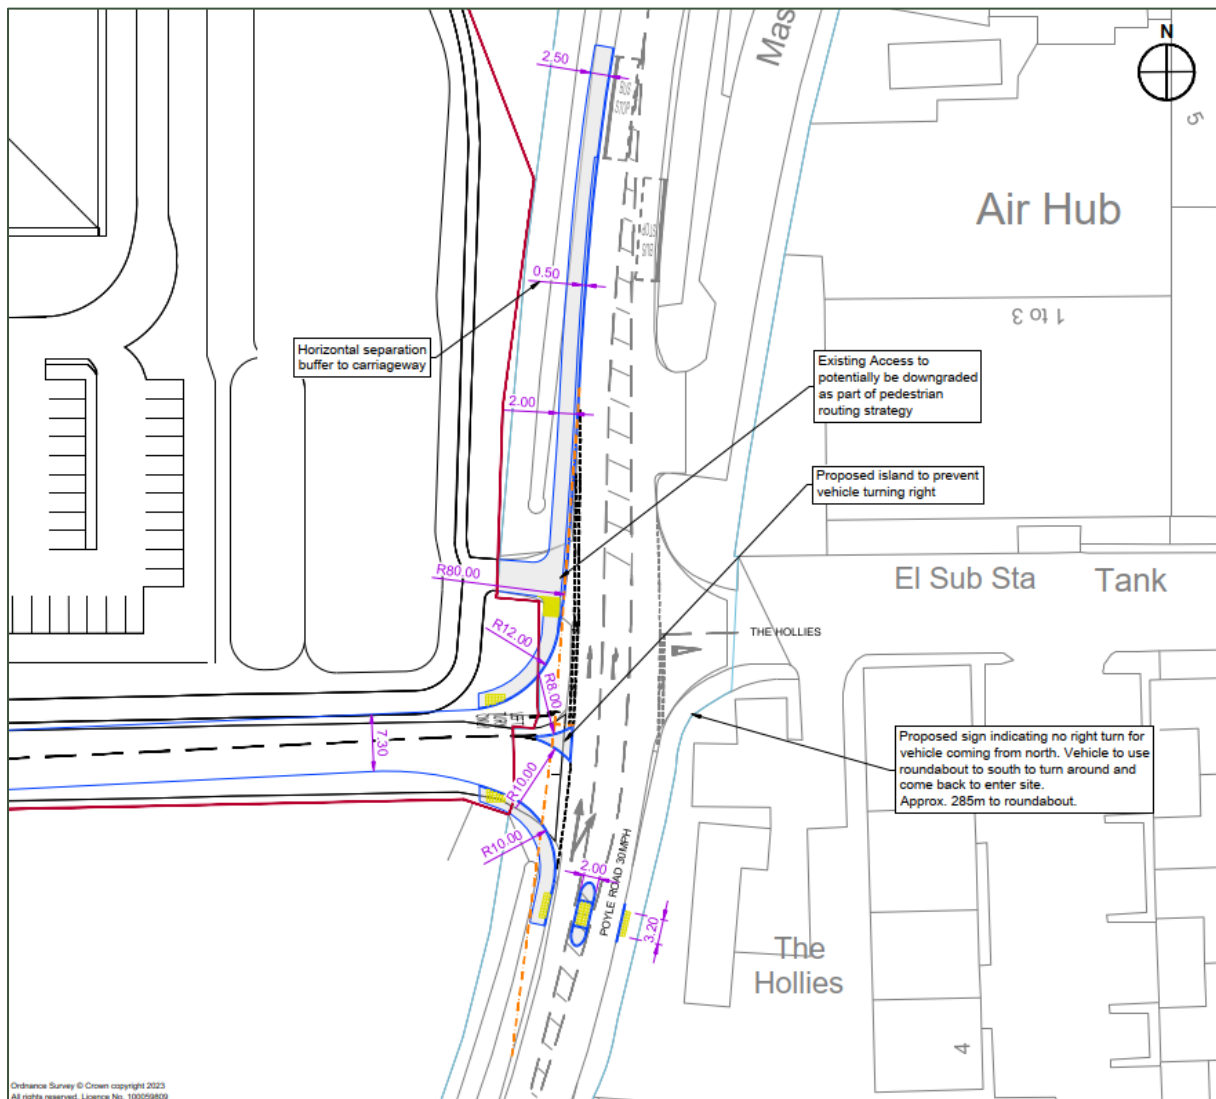 N
Mas
2.50
BUS
STOP
5
Air Hub
BUS
STOP
0.50
1 to 3
Horizontal separation
buffer to carriageway
Existing Access to
potentially be downgraded
as part of pedestrian
routing strategy
2.00
Proposed island to prevent
vehicle turning right
R80.00
El Sub Sta
Tank
THE HOLLIES
R12.00
R8.00
LEFT
TURN
7.30
Proposed sign indicating no right turn for
vehicle coming from north. Vehicle to use
roundabout to south to turn around and
come back to enter site.
Approx. 285m to roundabout.
R10.00
R10.00
2.00
POYLE ROAD 30MPH
3.20
The
Hollies
4
Ordnance Survey © Crown copyright 2023
All rights reserved. Licence No. 100059809